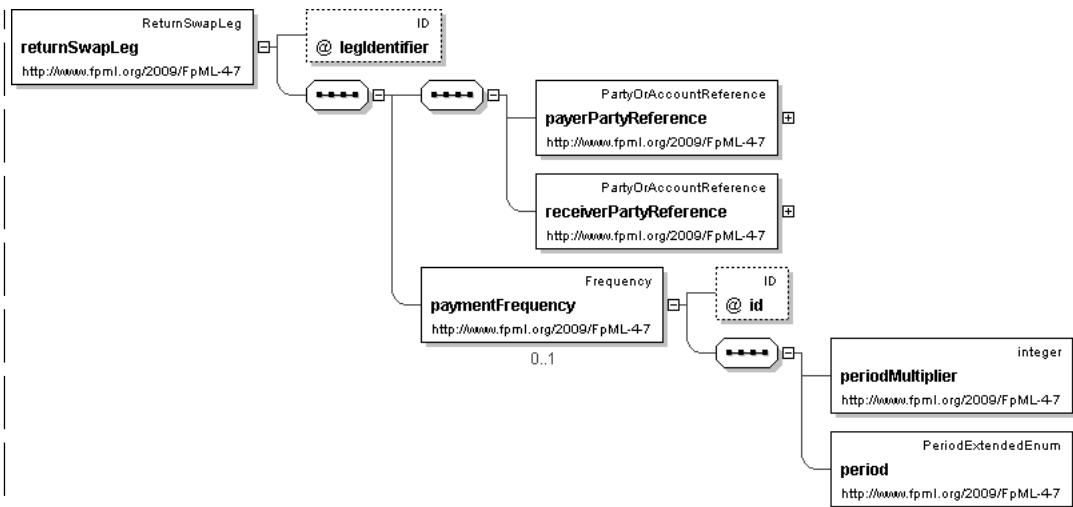 ReturnSwapLeg
returnSwapLeg
http://www.fpml.org/2009/FpML-4-7
ID
@ legIdentifier
PartyOrAccountReference
payerPartyReference
http://www.fpml.org/2009/FpML-4-7
PartyOrAccountReference
receiverPartyReference
http://www.fpml.org/2009/FpML-4-7
Frequency
paymentFrequency
http://www.fpml.org/2009/FpML-4-7
0..1
ID
@ id
integer
periodMultiplier
http://www.fpml.org/2009/FpML-4-7
PeriodExtendedEnum
period
http://www.fpml.org/2009/FpML-4-7